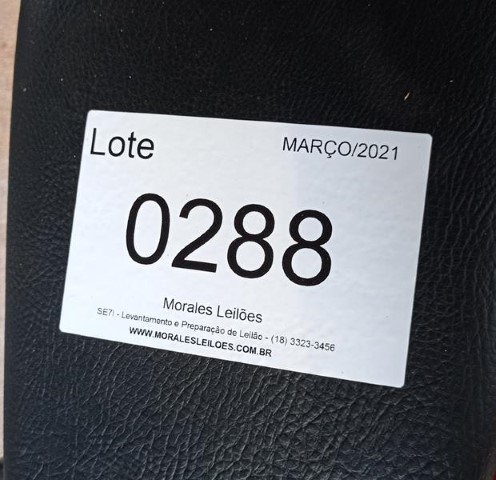 Lote MARÇO/2021
0288
Morales Leilões
SE7i - Levantamento e Preparação de Leilão - (18) 3323-3456
WWW.MORALESLEILOES.COM.BR